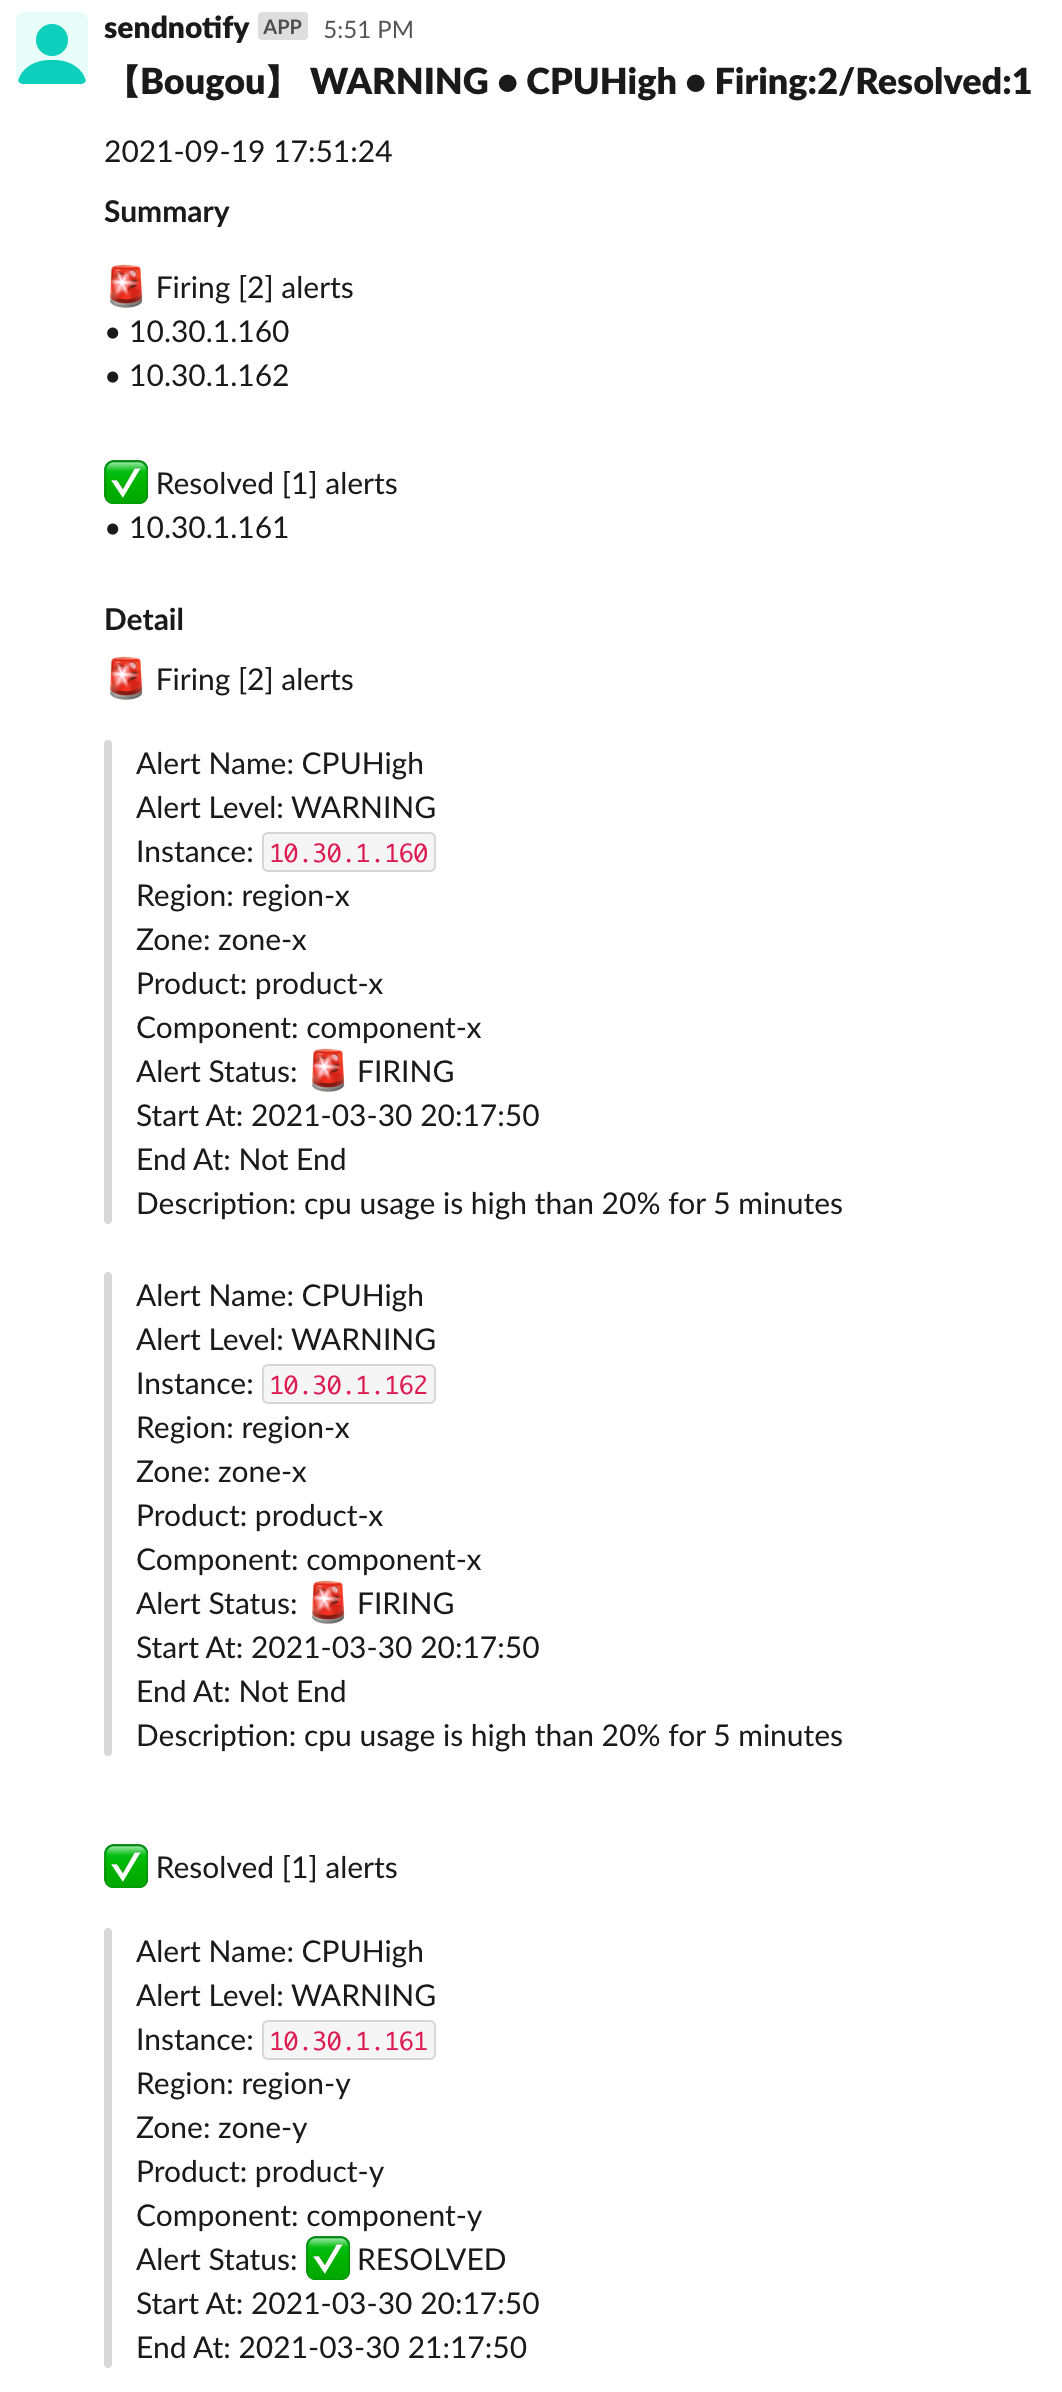 sendnotify APP 5:51 PM
【Bougou】 WARNING ● CPUHigh ● Firing:2/Resolved:1
2021-09-19 17:51:24
Summary
🚨 Firing [2] alerts
• 10.30.1.160
• 10.30.1.162
✅ Resolved [1] alerts
• 10.30.1.161
Detail
🚨 Firing [2] alerts
Alert Name: CPUHigh
Alert Level: WARNING
Instance: 10.30.1.160
Region: region-x
Zone: zone-x
Product: product-x
Component: component-x
Alert Status: 🚨 FIRING
Start At: 2021-03-30 20:17:50
End At: Not End
Description: cpu usage is high than 20% for 5 minutes
Alert Name: CPUHigh
Alert Level: WARNING
Instance: 10.30.1.162
Region: region-x
Zone: zone-x
Product: product-x
Component: component-x
Alert Status: 🚨 FIRING
Start At: 2021-03-30 20:17:50
End At: Not End
Description: cpu usage is high than 20% for 5 minutes
✅ Resolved [1] alerts
Alert Name: CPUHigh
Alert Level: WARNING
Instance: 10.30.1.161
Region: region-y
Zone: zone-y
Product: product-y
Component: component-y
Alert Status: ✅ RESOLVED
Start At: 2021-03-30 20:17:50
End At: 2021-03-30 21:17:50